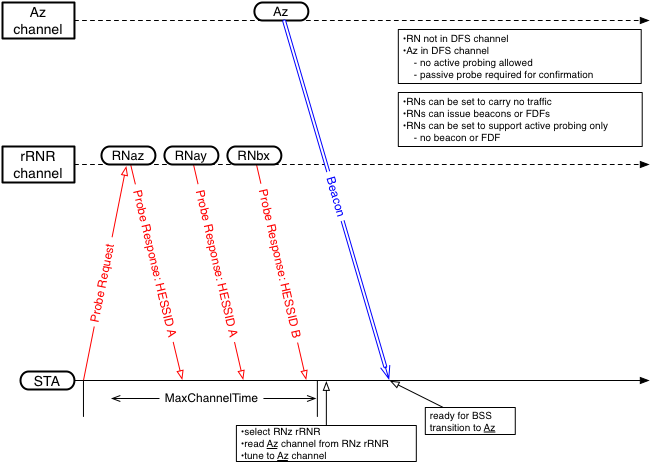 Az
channel
Az
•RN not in DFS channel
•Az in DFS channel
- no active probing allowed
- passive probe required for confirmation
•RNs can be set to carry no traffic
•RNs can issue beacons or FDFs
•RNs can be set to support active probing only
- no beacon or FDF
rRNR
channel
RNaz
RNay
RNbx
Probe Request
Probe Response: HESSID A
Probe Response: HESSID A
Probe Response: HESSID B
Beacon
STA
MaxChannelTime
•select RNz rRNR
•read Az channel from RNz rRNR
•tune to Az channel
ready for BSS
transition to Az